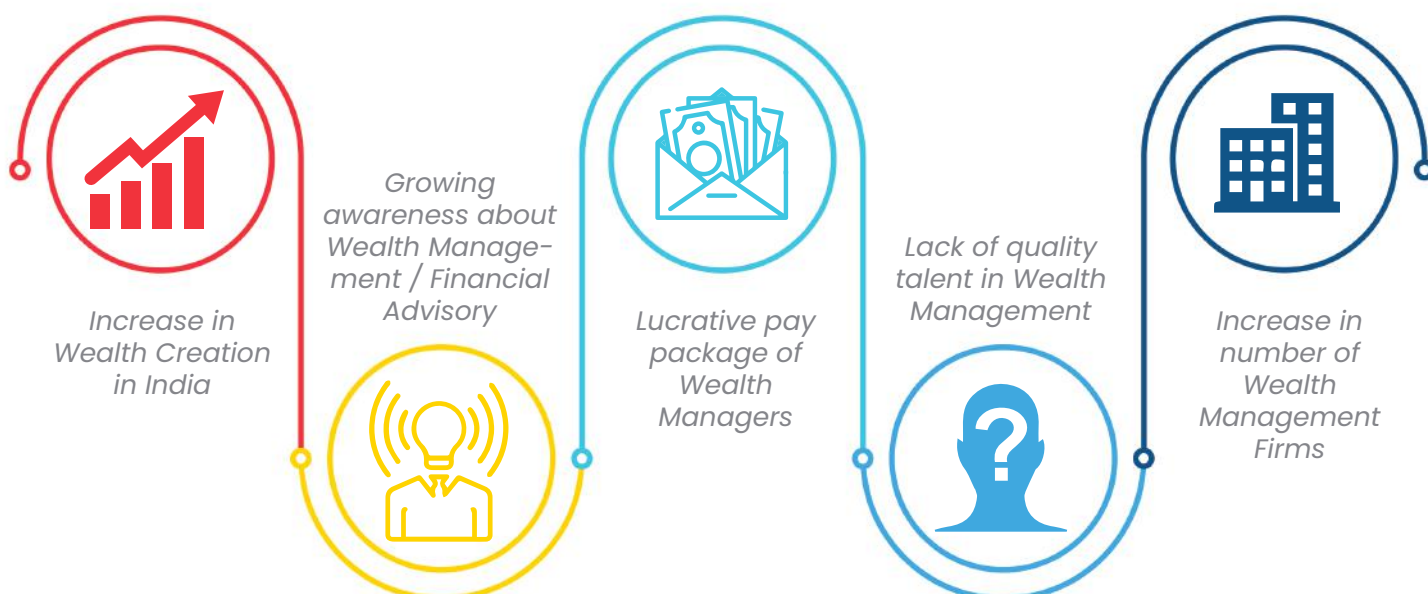 Increase in
Wealth Creation
in India
Growing
awareness about
Wealth Manage-
ment / Financial
Advisory
Lucrative pay
package of
Wealth
Managers
Lack of quality
talent in Wealth
Management
?
Increase in
number of
Wealth
Management
Firms